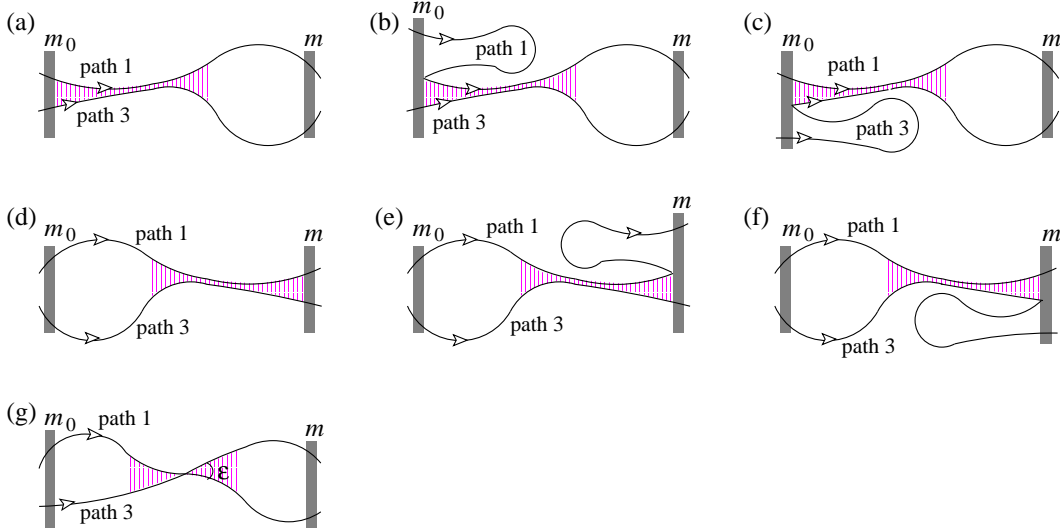 (a) (b) (c)
m0 path 1 m path 3
m0 path 1 m path 3
m0 path 1 m path 3
(d) (e) (f)
m0 path 1 m path 3
m0 path 1 m path 3
m0 path 1 m path 3
(g)
m0 path 1 m
ε
path 3